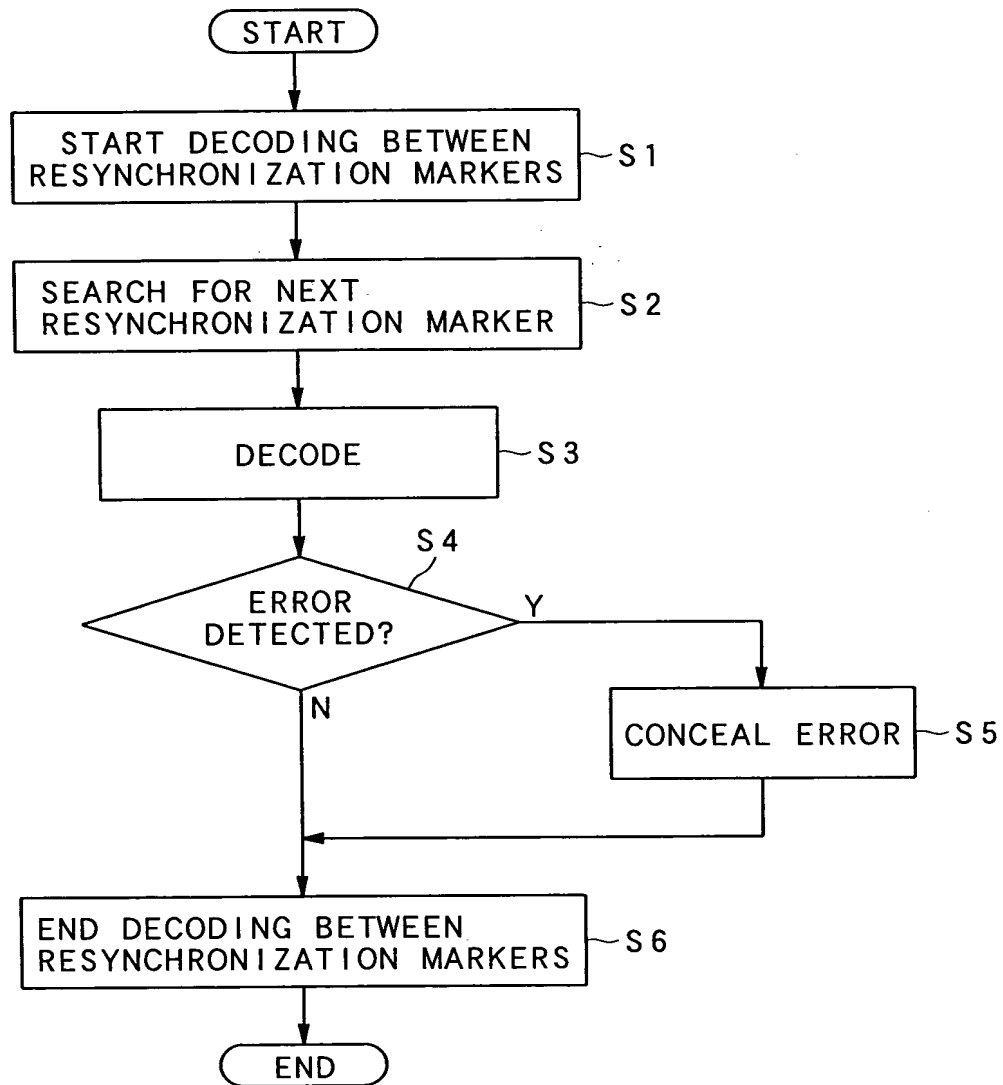 START
START DECODING BETWEEN
RESYNCHRONIZATION MARKERS
S1
SEARCH FOR NEXT
RESYNCHRONIZATION MARKER
S2
DECODE
S3
S4
ERROR
DETECTED?
Y
N
CONCEAL ERROR
S5
END DECODING BETWEEN
RESYNCHRONIZATION MARKERS
S6
END